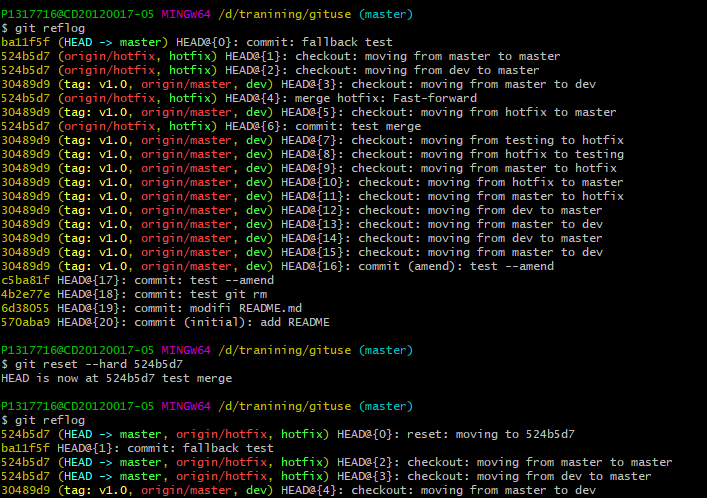 P1317716@CD20120017-05 MINGW64 /d/tranining/gituse (master)
$ git reflog
ba11f5f (HEAD -> master) HEAD@{0}: commit: fallback test
524b5d7 (origin/hotfix, hotfix) HEAD@{1}: checkout: moving from master to master
524b5d7 (origin/hotfix, hotfix) HEAD@{2}: checkout: moving from dev to master
30489d9 (tag: v1.0, origin/master, dev) HEAD@{3}: checkout: moving from master to dev
524b5d7 (origin/hotfix, hotfix) HEAD@{4}: merge hotfix: Fast-forward
30489d9 (tag: v1.0, origin/master, dev) HEAD@{5}: checkout: moving from hotfix to master
524b5d7 (origin/hotfix, hotfix) HEAD@{6}: commit: test merge
30489d9 (tag: v1.0, origin/master, dev) HEAD@{7}: checkout: moving from testing to hotfix
30489d9 (tag: v1.0, origin/master, dev) HEAD@{8}: checkout: moving from hotfix to testing
30489d9 (tag: v1.0, origin/master, dev) HEAD@{9}: checkout: moving from master to hotfix
30489d9 (tag: v1.0, origin/master, dev) HEAD@{10}: checkout: moving from hotfix to master
30489d9 (tag: v1.0, origin/master, dev) HEAD@{11}: checkout: moving from master to hotfix
30489d9 (tag: v1.0, origin/master, dev) HEAD@{12}: checkout: moving from dev to master
30489d9 (tag: v1.0, origin/master, dev) HEAD@{13}: checkout: moving from master to dev
30489d9 (tag: v1.0, origin/master, dev) HEAD@{14}: checkout: moving from dev to master
30489d9 (tag: v1.0, origin/master, dev) HEAD@{15}: checkout: moving from master to dev
30489d9 (tag: v1.0, origin/master, dev) HEAD@{16}: commit (amend): test --amend
c5ba81f HEAD@{17}: commit: test --amend
4b2e77e HEAD@{18}: commit: test git rm
6d38055 HEAD@{19}: commit: modifi README.md
570aba9 HEAD@{20}: commit (initial): add README
P1317716@CD20120017-05 MINGW64 /d/tranining/gituse (master)
$ git reset --hard 524b5d7
HEAD is now at 524b5d7 test merge
P1317716@CD20120017-05 MINGW64 /d/tranining/gituse (master)
$ git reflog
524b5d7 (HEAD -> master, origin/hotfix, hotfix) HEAD@{0}: reset: moving to 524b5d7
ba11f5f HEAD@{1}: commit: fallback test
524b5d7 (HEAD -> master, origin/hotfix, hotfix) HEAD@{2}: checkout: moving from master to master
524b5d7 (HEAD -> master, origin/hotfix, hotfix) HEAD@{3}: checkout: moving from dev to master
30489d9 (tag: v1.0, origin/master, dev) HEAD@{4}: checkout: moving from master to dev